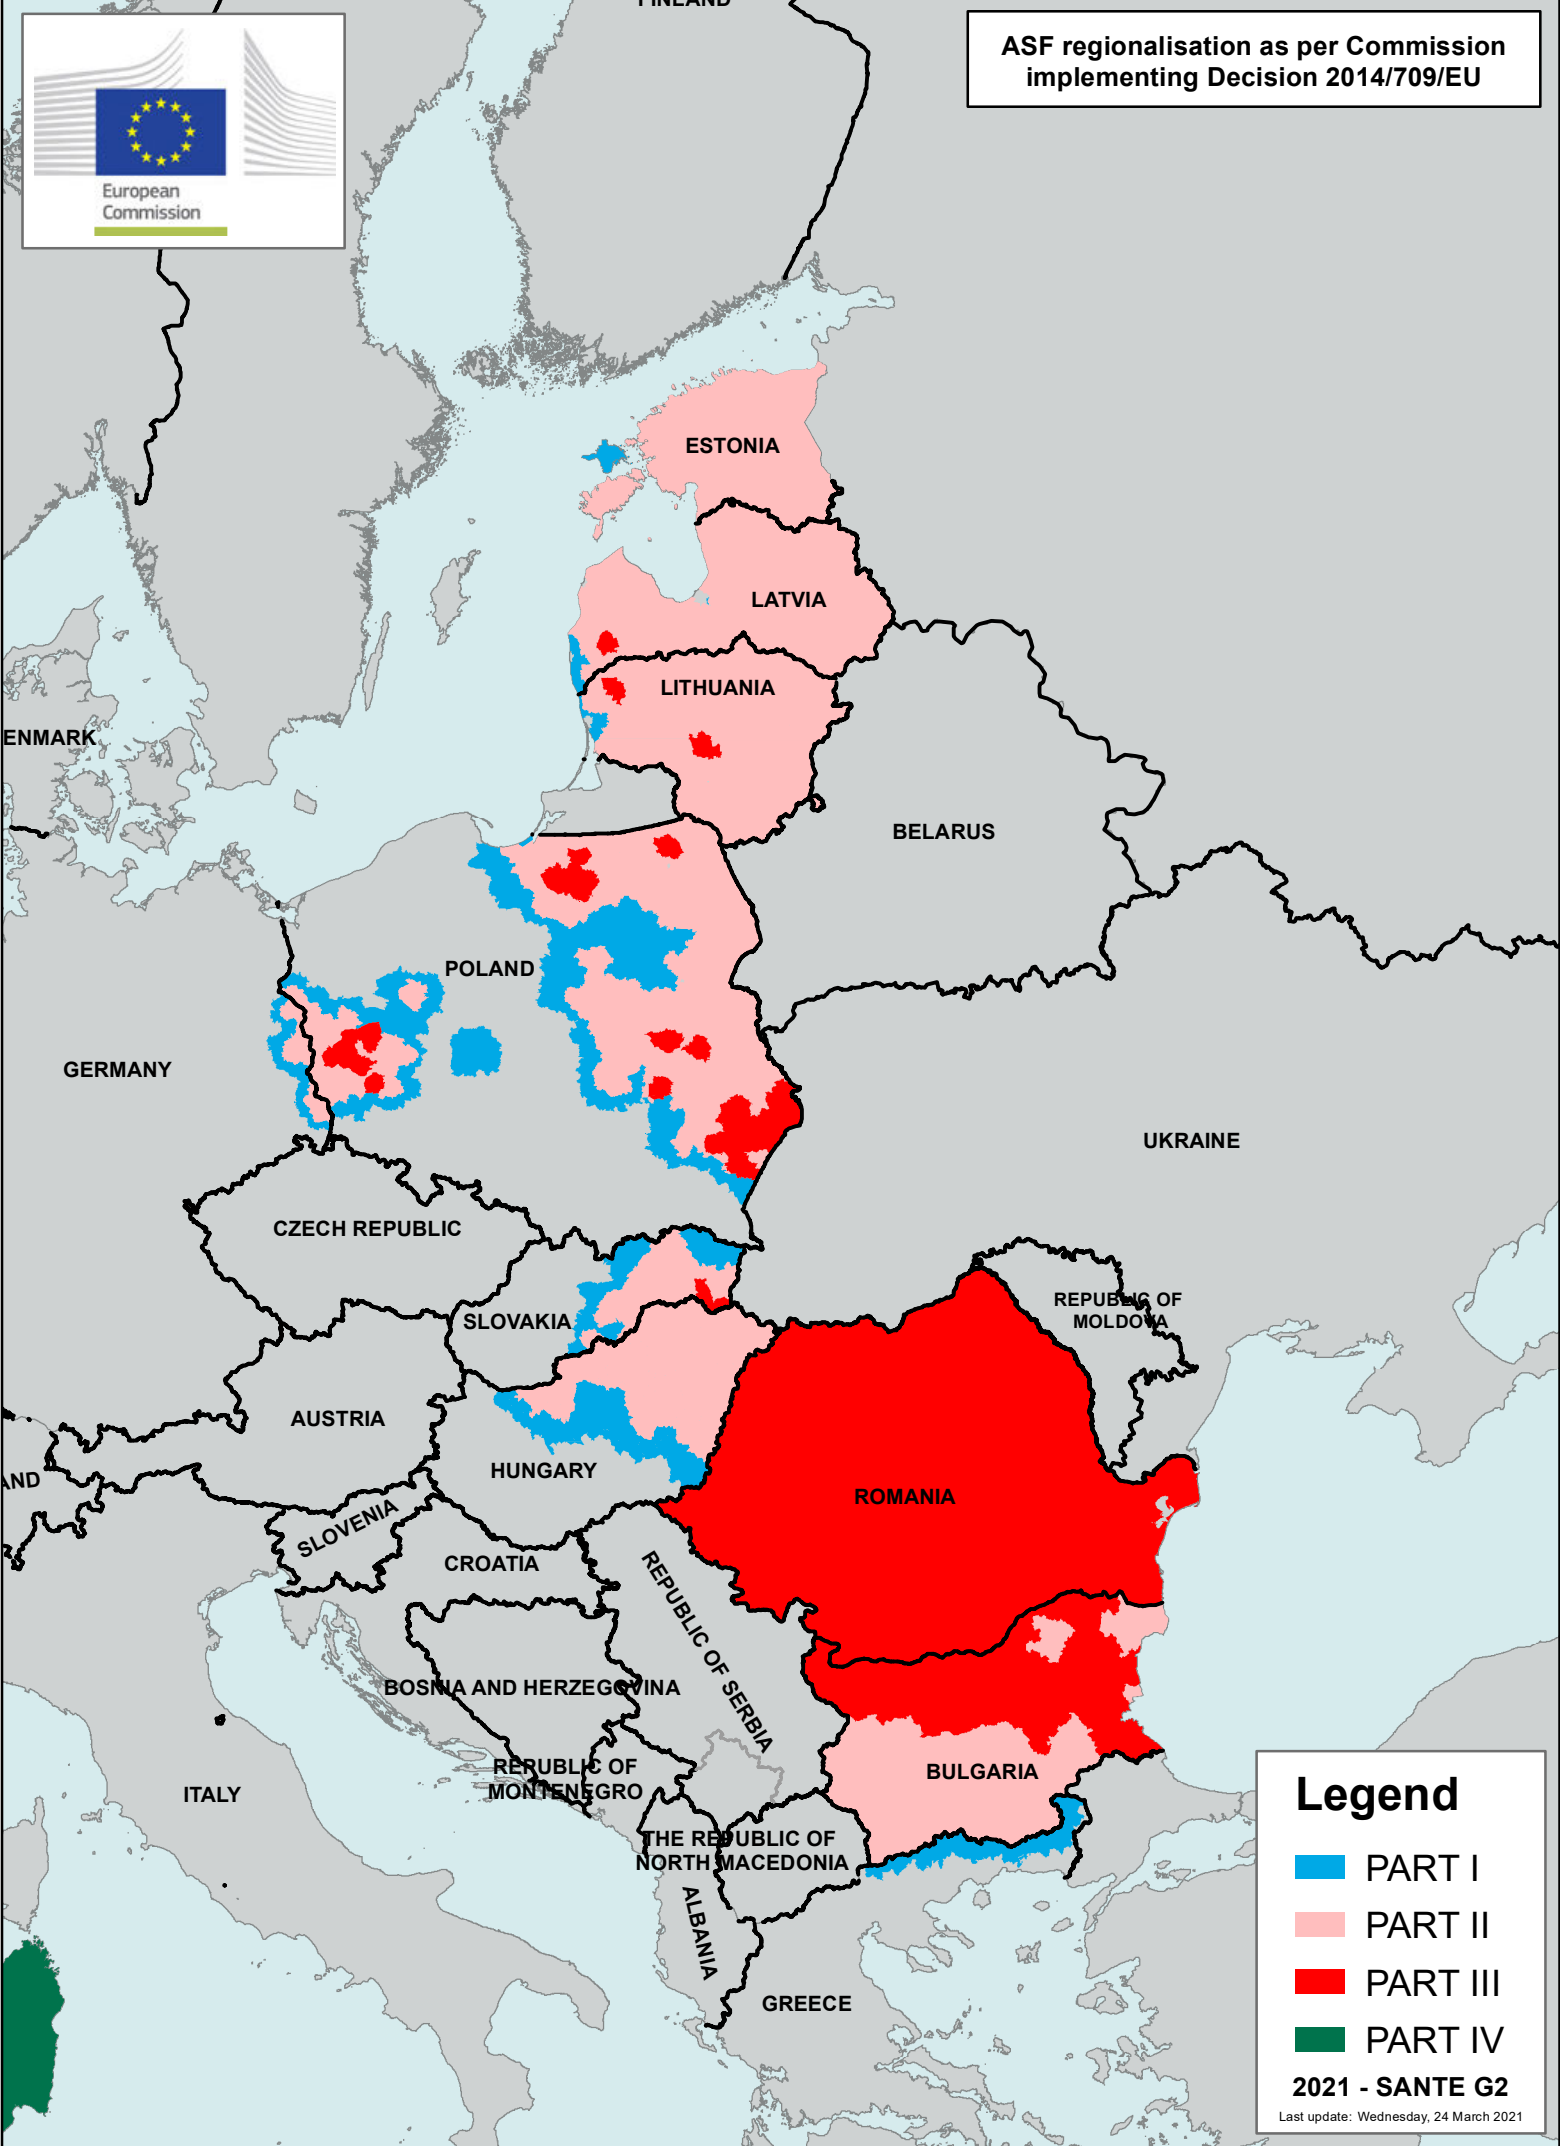 FINLAND
European
Commission
ASF regionalisation as per Commission
implementing Decision 2014/709/EU
ESTONIA
LATVIA
LITHUANIA
ENMARK
BELARUS
POLAND
GERMANY
UKRAINE
CZECH REPUBLIC
SLOVAKIA
REPUBLIC OF
MOLDOVA
AUSTRIA
HUNGARY
AND
ROMANIA
SLOVENIA
CROATIA
REPUBLIC OF SERBIA
BOSNIA AND HERZEGOVINA
REPUBLIC OF
MONTENEGRO
BULGARIA
ITALY
THE REPUBLIC OF
NORTH MACEDONIA
ALBANIA
GREECE
Legend
PART I
PART II
PART III
PART IV
2021 - SANTE G2
Last update: Wednesday, 24 March 2021